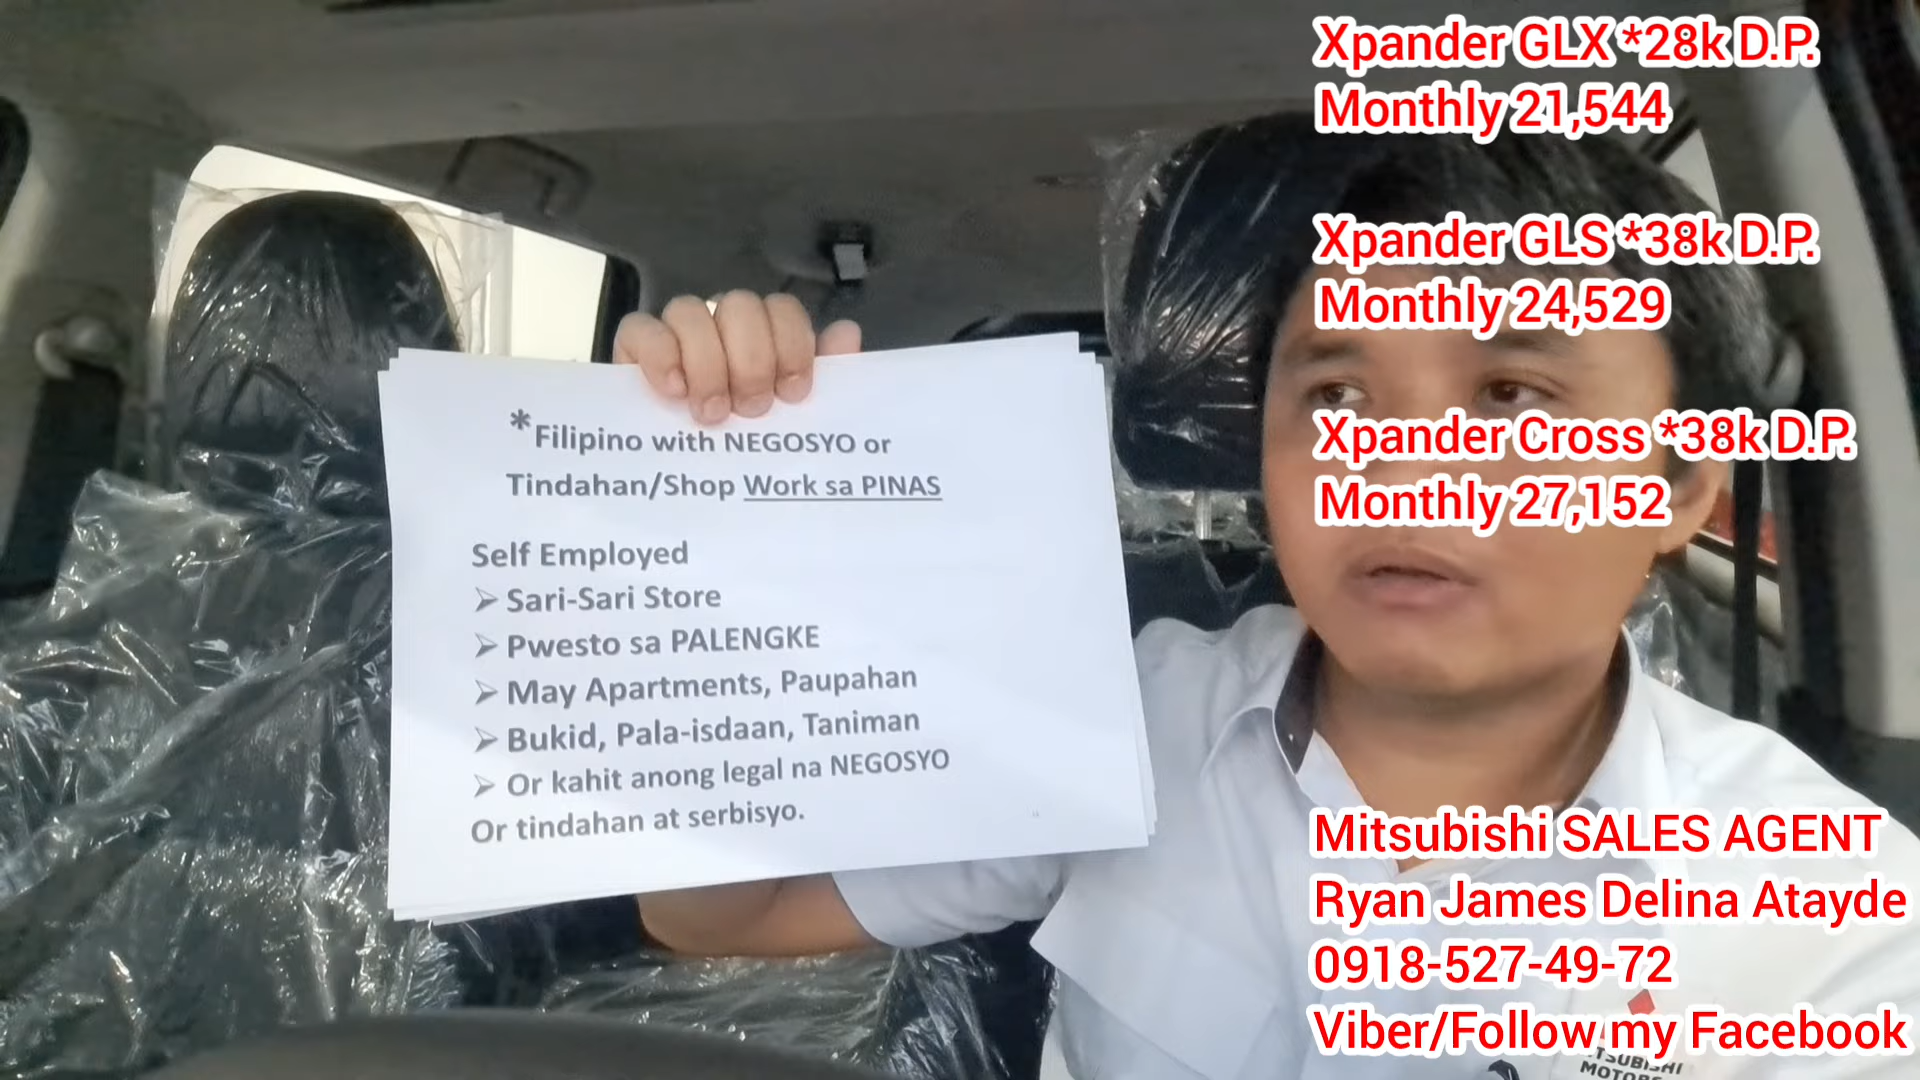 *Filipino with NEGOSYO or
Tindahan/Shop Work sa PINAS
Self Employed
➢ Sari-Sari Store
➢ Pwesto sa PALENGKE
➢ May Apartments, Paupahan
➢ Bukid, Pala-isdaan, Taniman
➢ Or kahit anong legal na NEGOSYO
Or tindahan at serbisyo.
Xpander GLX *28k D.P.
Monthly 21,544
Xpander GLS *38k D.P.
Monthly 24,529
Xpander Cross *38k D.P.
Monthly 27,152
Mitsubishi SALES AGENT
Ryan James Delina Atayde
0918-527-49-72
Viber/Follow my Facebook
MITSUBISHI
MOTORS